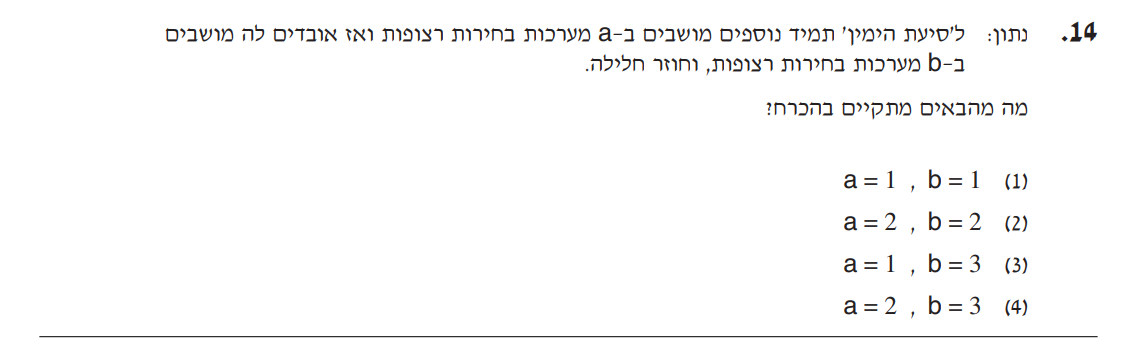 14. נתון: ל'סיעת הימין' תמיד נוספים מושבים ב-a מערכות בחירות רצופות ואז אובדים לה מושבים
ב-b מערכות בחירות רצופות, וחוזר חלילה.
מה מהבאים מתקיים בהכרח?
(1) a = 1 , b = 1
(2) a = 2 , b = 2
(3) a = 1 , b = 3
(4) a = 2 , b = 3